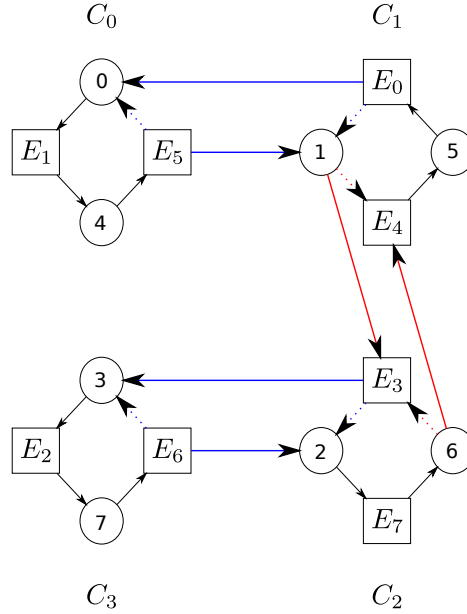 C₀ C₁
0 E₀
E₁ E₅ 1 5
4 E₄
3 E₃
E₂ E₆ 2 6
7 E₇
C₃ C₂